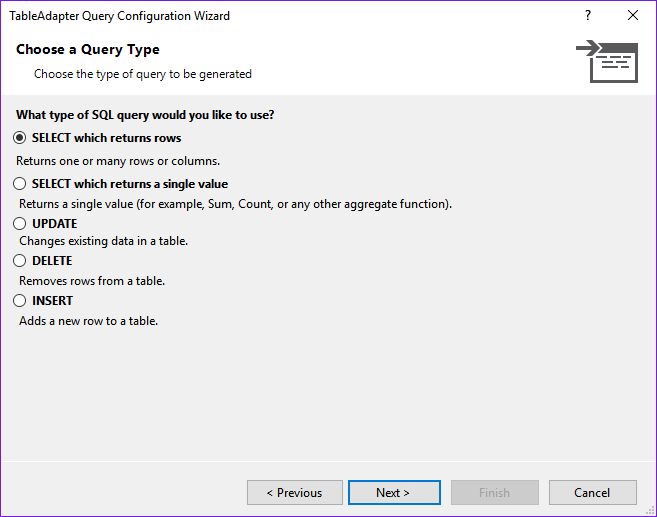 TableAdapter Query Configuration Wizard
?
Choose a Query Type
Choose the type of query to be generated
What type of SQL query would you like to use?
SELECT which returns rows
Returns one or many rows or columns.
SELECT which returns a single value
Returns a single value (for example, Sum, Count, or any other aggregate function).
UPDATE
Changes existing data in a table.
DELETE
Removes rows from a table.
INSERT
Adds a new row to a table.
< Previous
Next >
Finish
Cancel